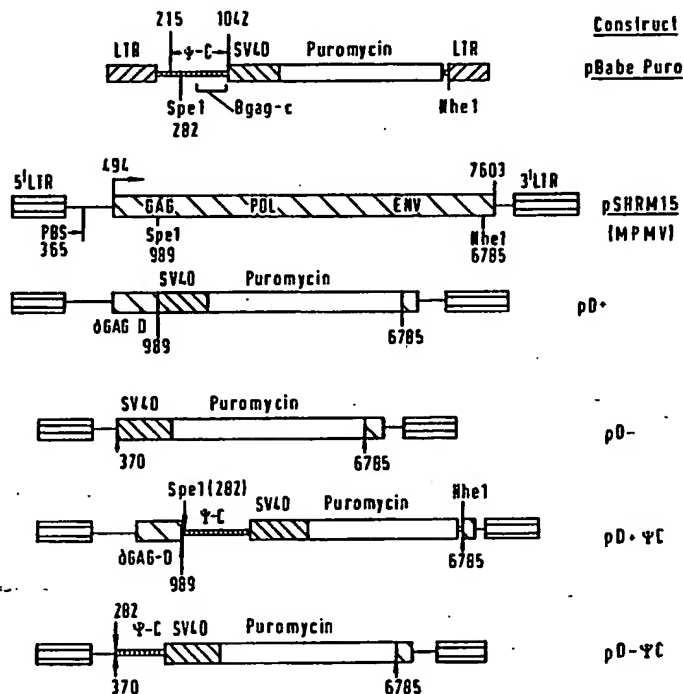 215 1042 Construct
LTR Ψ-C SV40 Puromycin LTR pBabe Puro
Spe1 Bgag-c Nhe1
282
5'LTR 494 7603 3'LTR
GAG POL ENV pSHRM15
PBS Spe1 Nhe1 (MPMV)
365 989 6785
SV40 Puromycin
pD+
∂GAG D 989 6785
SV40 Puromycin
pD-
370 6785
Spe1(282) Nhe1
Ψ-C SV40 Puromycin
pD+ΨC
∂GAG-D 989 6785
282
Ψ-C SV40 Puromycin
pD-ΨC
370 6785